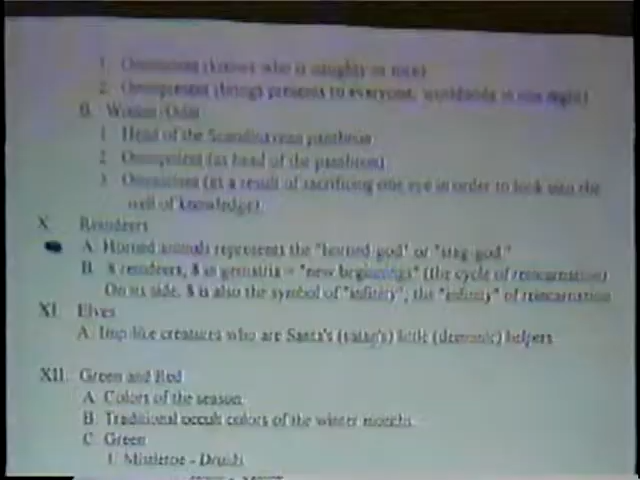 1. Omniscient (knows who is naughty or nice)
2. Omnipresent (brings presents to everyone, worldwide in one night)
B. Woden/Odin
1. Head of the Scandinavian pantheon
2. Omnipotent (as head of the pantheon)
3. Omniscient (as a result of sacrificing one eye in order to look into the
well of knowledge).
X. Reindeers
A. Horned animals represents the "horned-god" or "stag-god."
B. 8 reindeers, 8 in gematria = "new beginnings" (the cycle of reincarnation)
On its side, 8 is also the symbol of "infinity", the "infinity" of reincarnation
XI. Elves
A. Imp-like creatures who are Santa's (satan's) little (demonic) helpers
XII. Green and Red
A. Colors of the season
B. Traditional occult colors of the winter months.
C. Green
1. Mistletoe - Druids